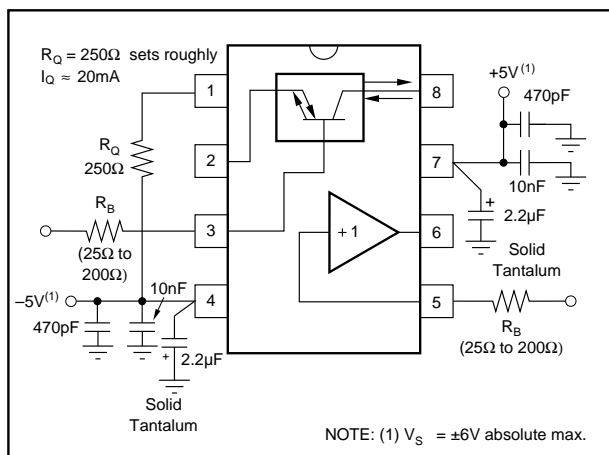 R_Q = 250Ω sets roughly
I_Q ≈ 20mA
1
8
+5V(1)
470pF
R_Q
250Ω
2
7
10nF
+
2.2µF
Solid
Tantalum
R_B
(25Ω to
200Ω)
3
+1
6
–5V(1)
10nF
4
5
470pF
2.2µF
+
Solid
Tantalum
R_B
(25Ω to 200Ω)
NOTE: (1) V_S = ±6V absolute max.